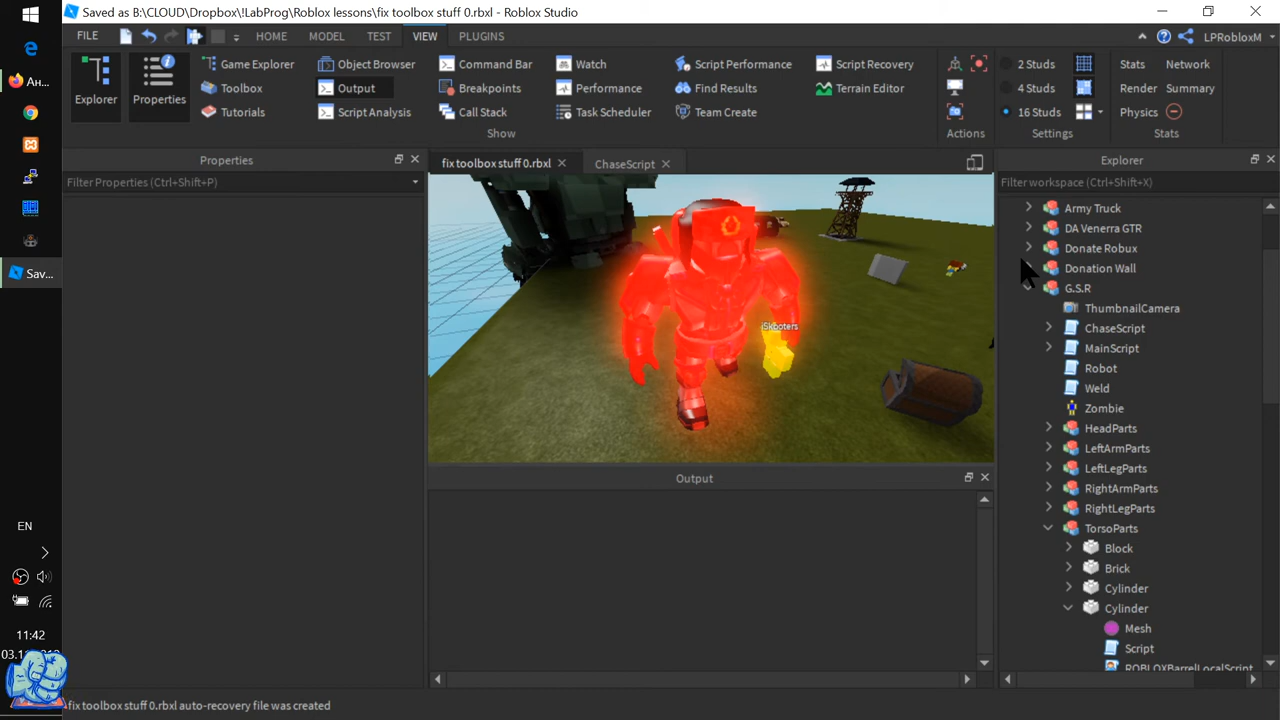 Saved as B:\CLOUD\Dropbox\!LabProg\Roblox lessons\fix toolbox stuff 0.rbxl - Roblox Studio
FILE HOME MODEL TEST VIEW PLUGINS LPRobloxM
Explorer
Properties
Game Explorer
Toolbox
Tutorials
Object Browser
Output
Script Analysis
Command Bar
Breakpoints
Call Stack
Watch
Performance
Task Scheduler
Script Performance
Find Results
Team Create
Script Recovery
Terrain Editor
Show
Actions
2 Studs
4 Studs
16 Studs
Settings
Stats Network
Render Summary
Physics
Stats
Properties
Filter Properties (Ctrl+Shift+P)
fix toolbox stuff 0.rbxl
ChaseScript
Skooters
Output
Explorer
Filter workspace (Ctrl+Shift+X)
Army Truck
DA Venerra GTR
Donate Robux
Donation Wall
G.S.R
ThumbnailCamera
ChaseScript
MainScript
Robot
Weld
Zombie
HeadParts
LeftArmParts
LeftLegParts
RightArmParts
RightLegParts
TorsoParts
Block
Brick
Cylinder
Cylinder
Mesh
Script
ROBLOXBarrelLocalScript
Ан...
Sav...
EN
11:42
fix toolbox stuff 0.rbxl auto-recovery file was created